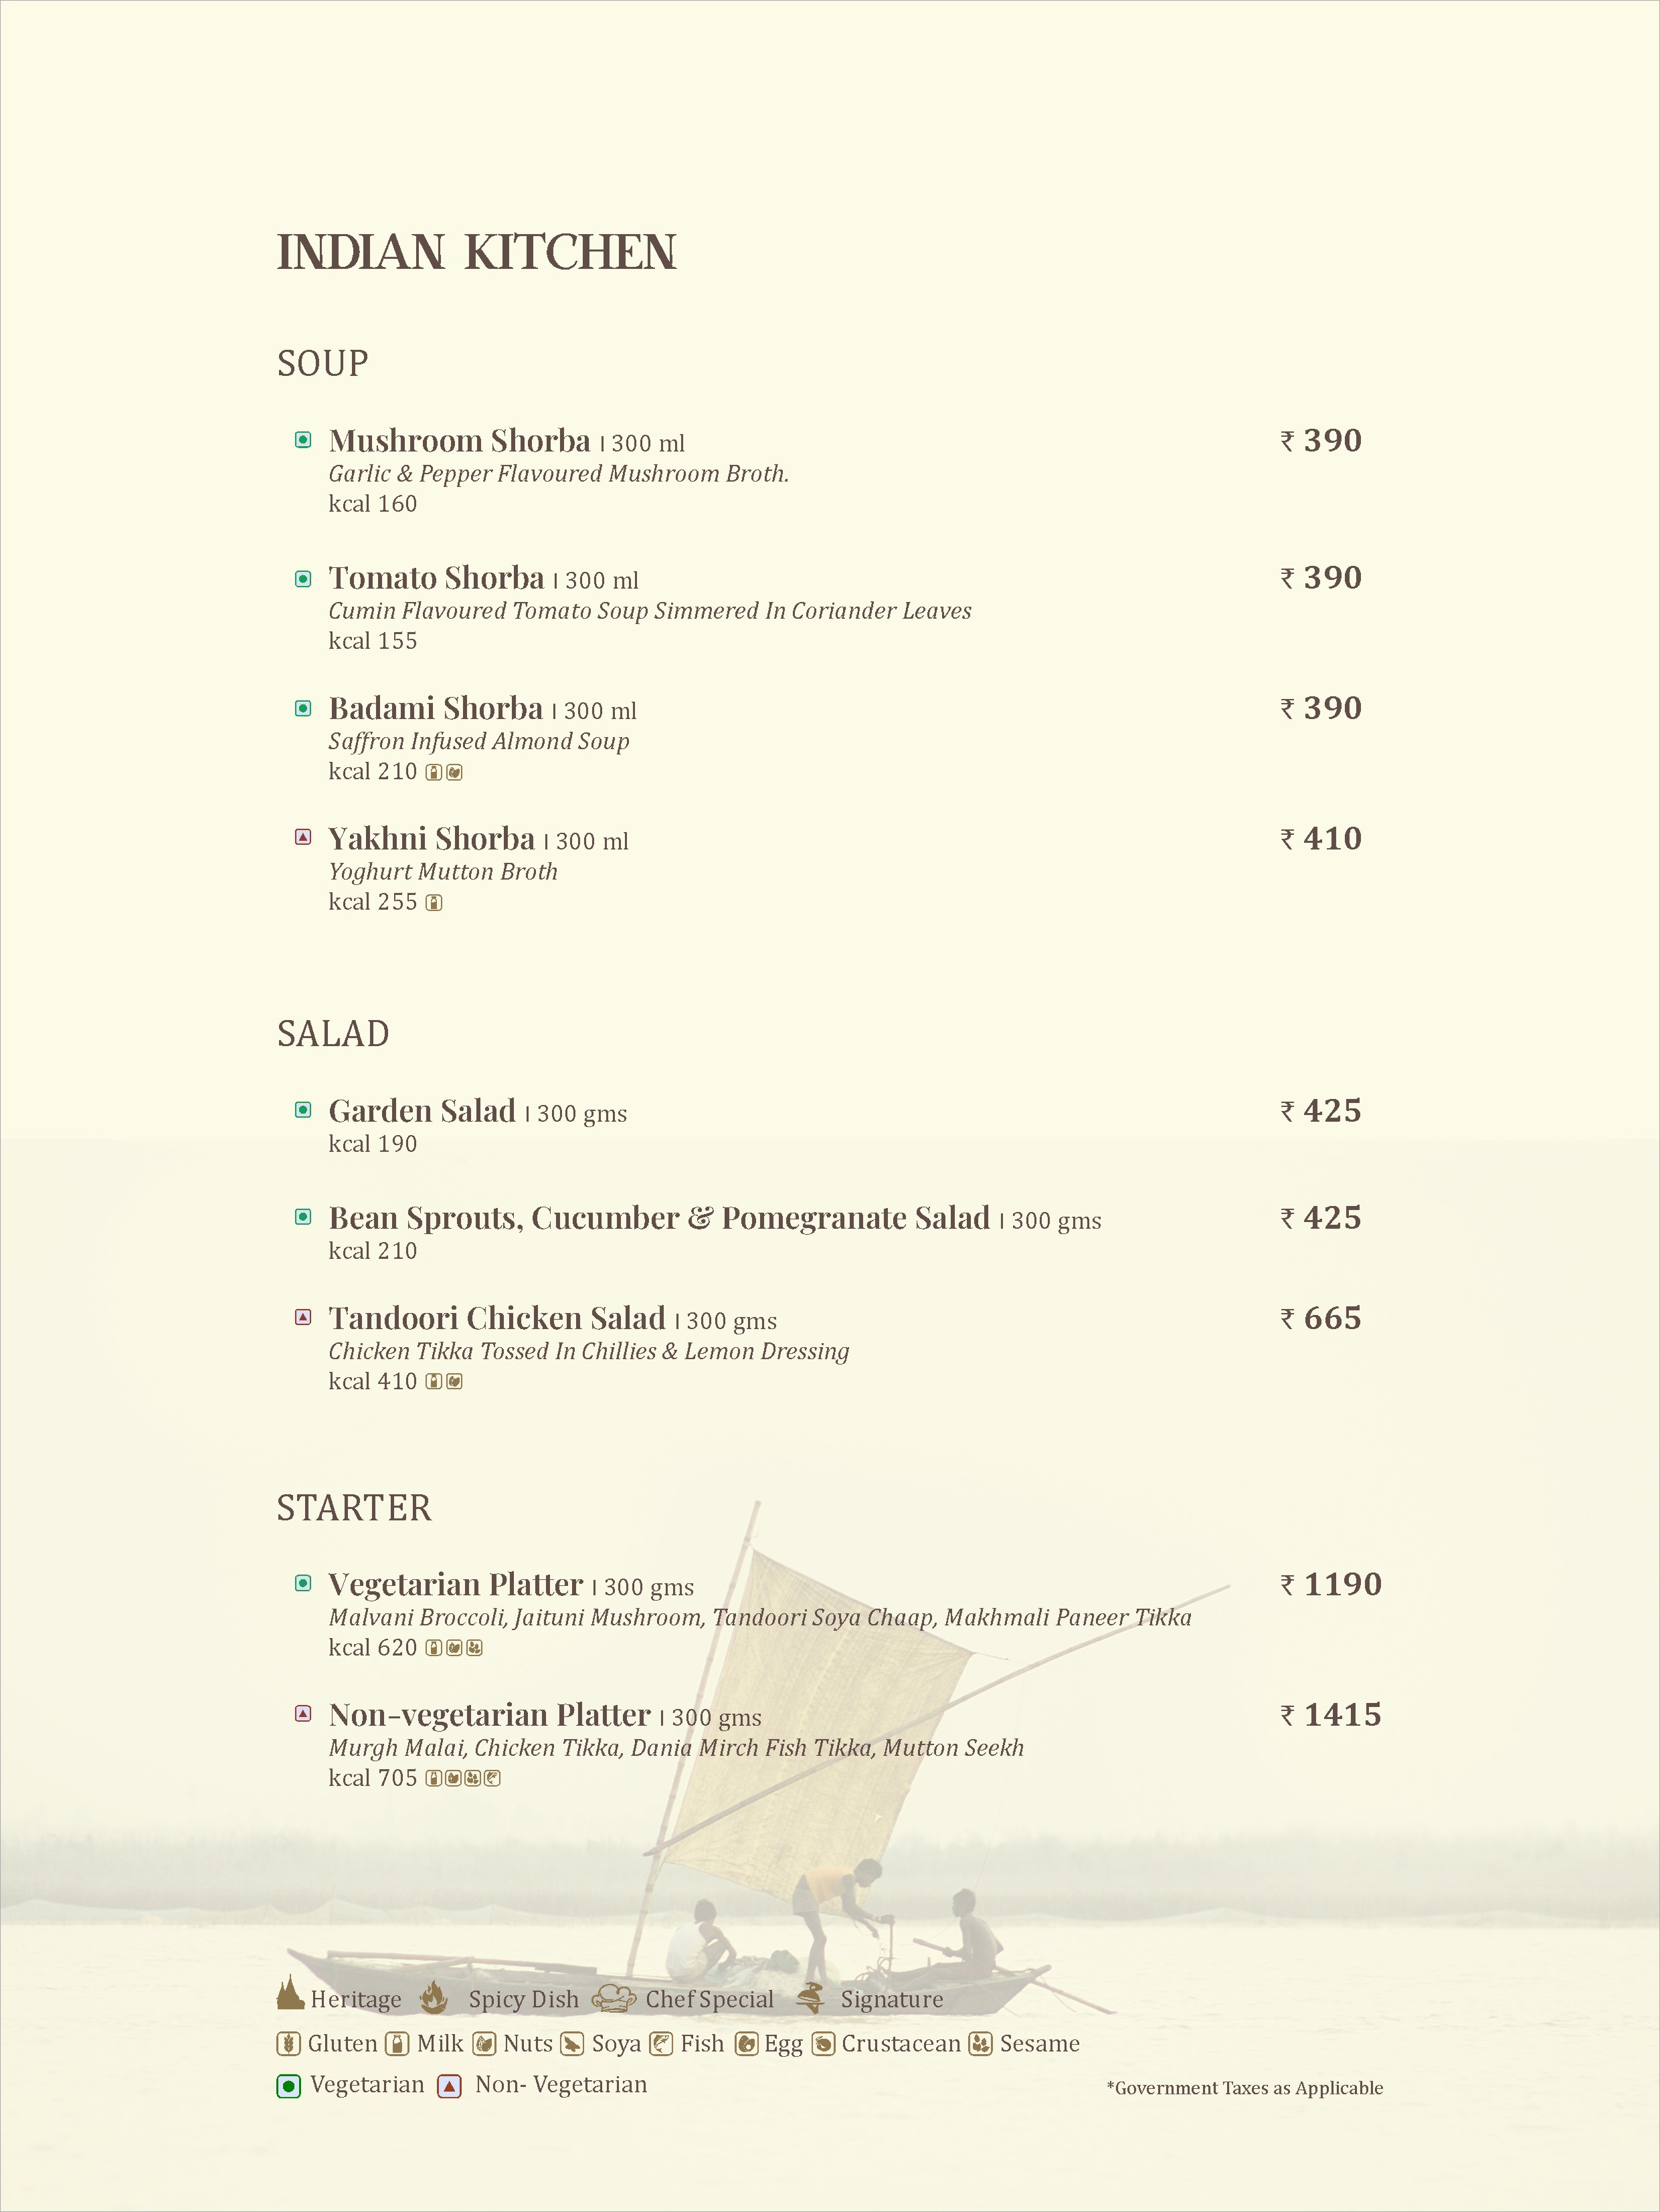 INDIAN KITCHEN
SOUP
Mushroom Shorba | 300 ml ₹ 390
Garlic & Pepper Flavoured Mushroom Broth.
kcal 160
Tomato Shorba | 300 ml ₹ 390
Cumin Flavoured Tomato Soup Simmered In Coriander Leaves
kcal 155
Badami Shorba | 300 ml ₹ 390
Saffron Infused Almond Soup
kcal 210
Yakhni Shorba | 300 ml ₹ 410
Yoghurt Mutton Broth
kcal 255
SALAD
Garden Salad | 300 gms ₹ 425
kcal 190
Bean Sprouts, Cucumber & Pomegranate Salad | 300 gms ₹ 425
kcal 210
Tandoori Chicken Salad | 300 gms ₹ 665
Chicken Tikka Tossed In Chillies & Lemon Dressing
kcal 410
STARTER
Vegetarian Platter | 300 gms ₹ 1190
Malvani Broccoli, Jaituni Mushroom, Tandoori Soya Chaap, Makhmali Paneer Tikka
kcal 620
Non-vegetarian Platter | 300 gms ₹ 1415
Murgh Malai, Chicken Tikka, Dania Mirch Fish Tikka, Mutton Seekh
kcal 705
Heritage Spicy Dish Chef Special Signature
Gluten Milk Nuts Soya Fish Egg Crustacean Sesame
Vegetarian Non- Vegetarian *Government Taxes as Applicable